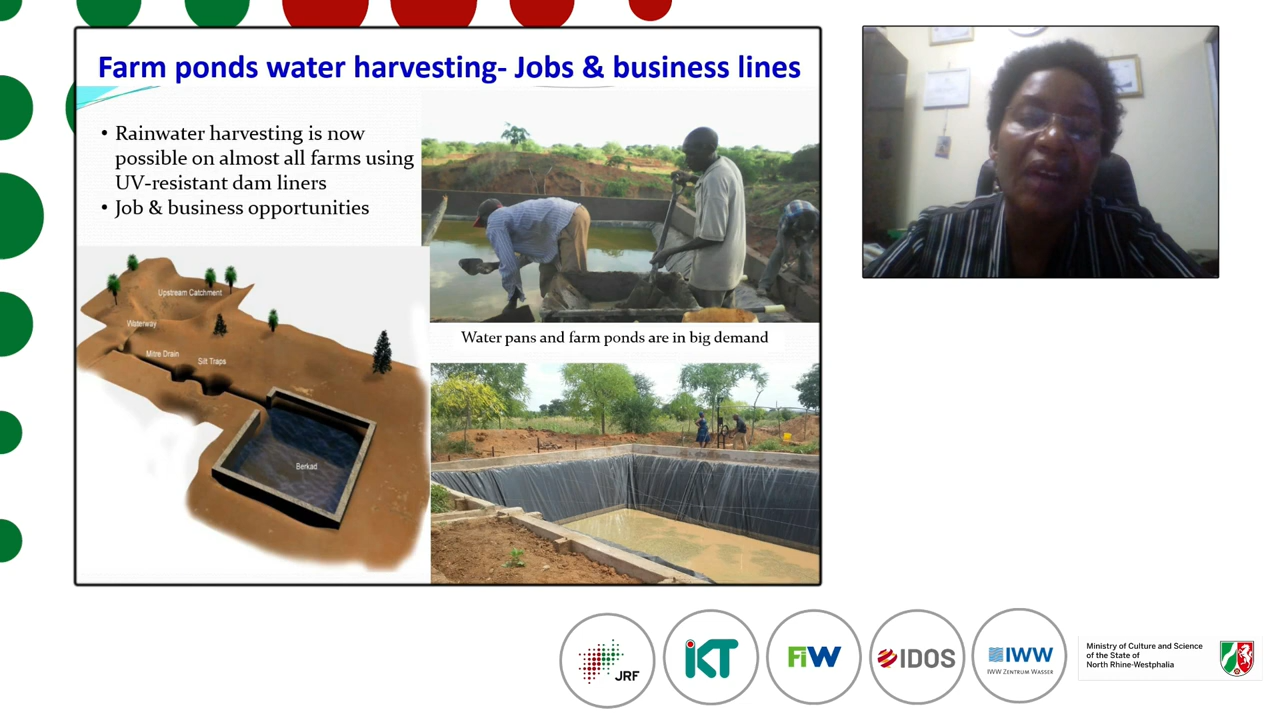 Farm ponds water harvesting- Jobs & business lines
• Rainwater harvesting is now
possible on almost all farms using
UV-resistant dam liners
• Job & business opportunities
Upstream Catchment
Waterway
Mitre Drain
Silt Traps
Berkad
Water pans and farm ponds are in big demand
JRF
iKT
FiW
IDOS
IWW
IWW ZENTRUM WASSER
Ministry of Culture and Science
of the State of
North Rhine-Westphalia